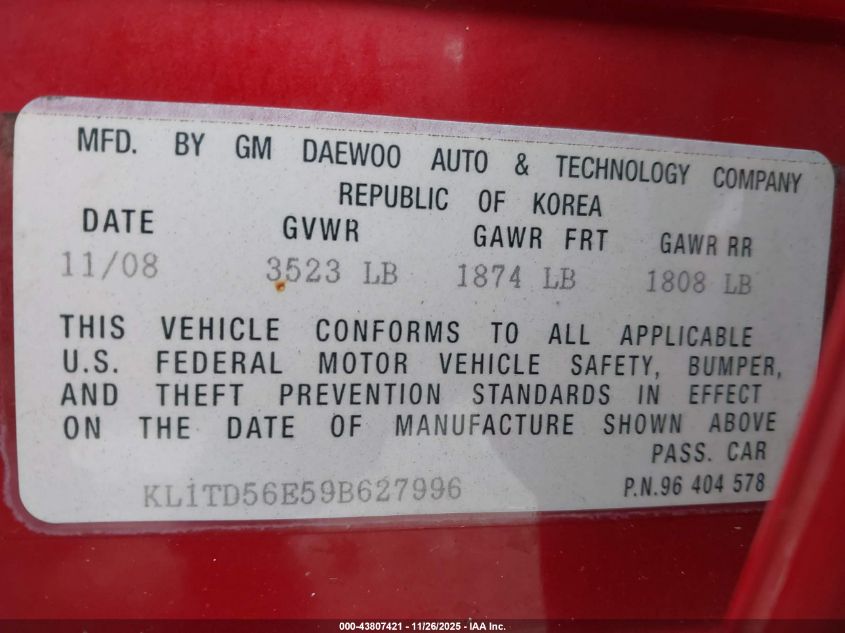 MFD. BY GM DAEWOO AUTO & TECHNOLOGY COMPANY
REPUBLIC OF KOREA
DATE GVWR GAWR FRT GAWR RR
11/08 3523 LB 1874 LB 1808 LB
THIS VEHICLE CONFORMS TO ALL APPLICABLE
U.S. FEDERAL MOTOR VEHICLE SAFETY, BUMPER,
AND THEFT PREVENTION STANDARDS IN EFFECT
ON THE DATE OF MANUFACTURE SHOWN ABOVE
PASS. CAR
KL1TD56E59B627996 P.N.96 404 578
000-43807421 - 11/26/2025 - IAA Inc.